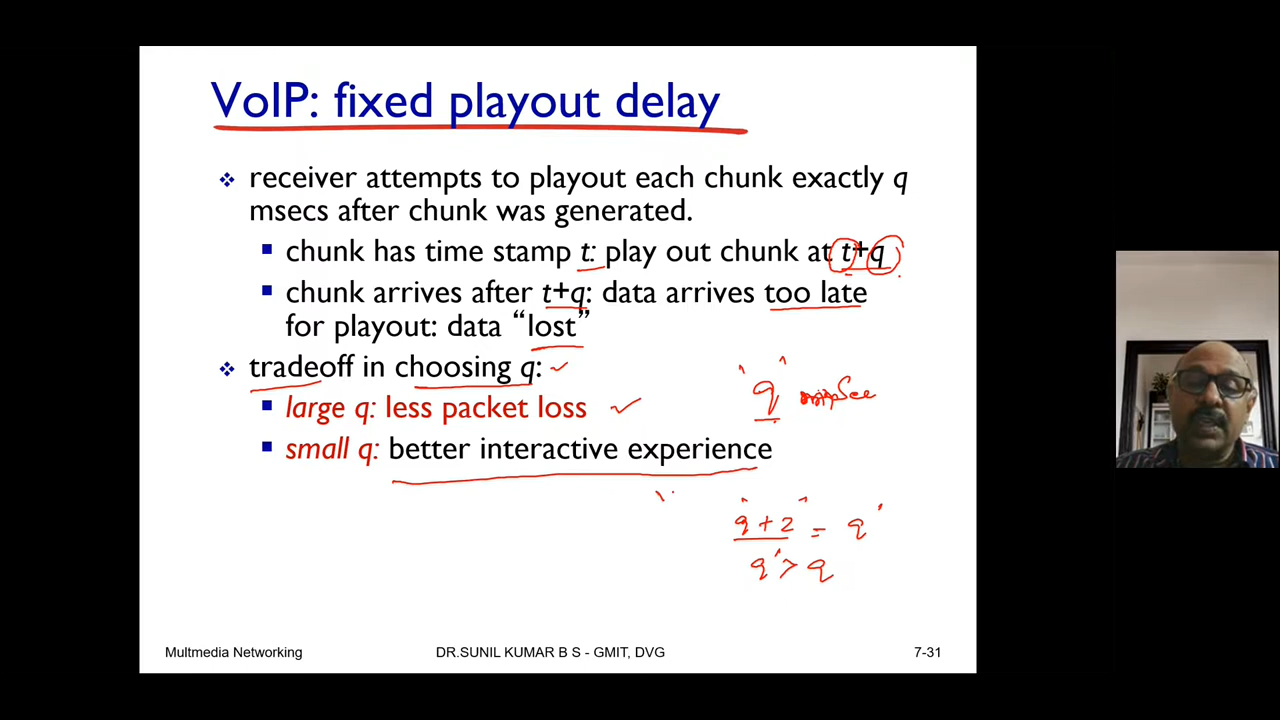 VoIP: fixed playout delay
❖ receiver attempts to playout each chunk exactly q
msecs after chunk was generated.
▪ chunk has time stamp t: play out chunk at t+q
▪ chunk arrives after t+q: data arrives too late
for playout: data “lost”
❖ tradeoff in choosing q:
▪ large q: less packet loss
'q' Sec
▪ small q: better interactive experience
'q + 2' = q'
q' > q
Multmedia Networking
DR.SUNIL KUMAR B S - GMIT, DVG
7-31